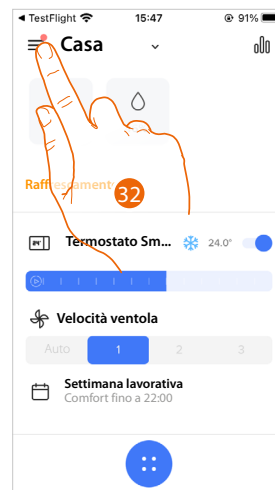 TestFlight 15:47 91%
Casa
Raffrescament
32
Termostato Sm... 24.0°
Velocità ventola
Auto 1 2 3
Settimana lavorativa
Comfort fino a 22:00